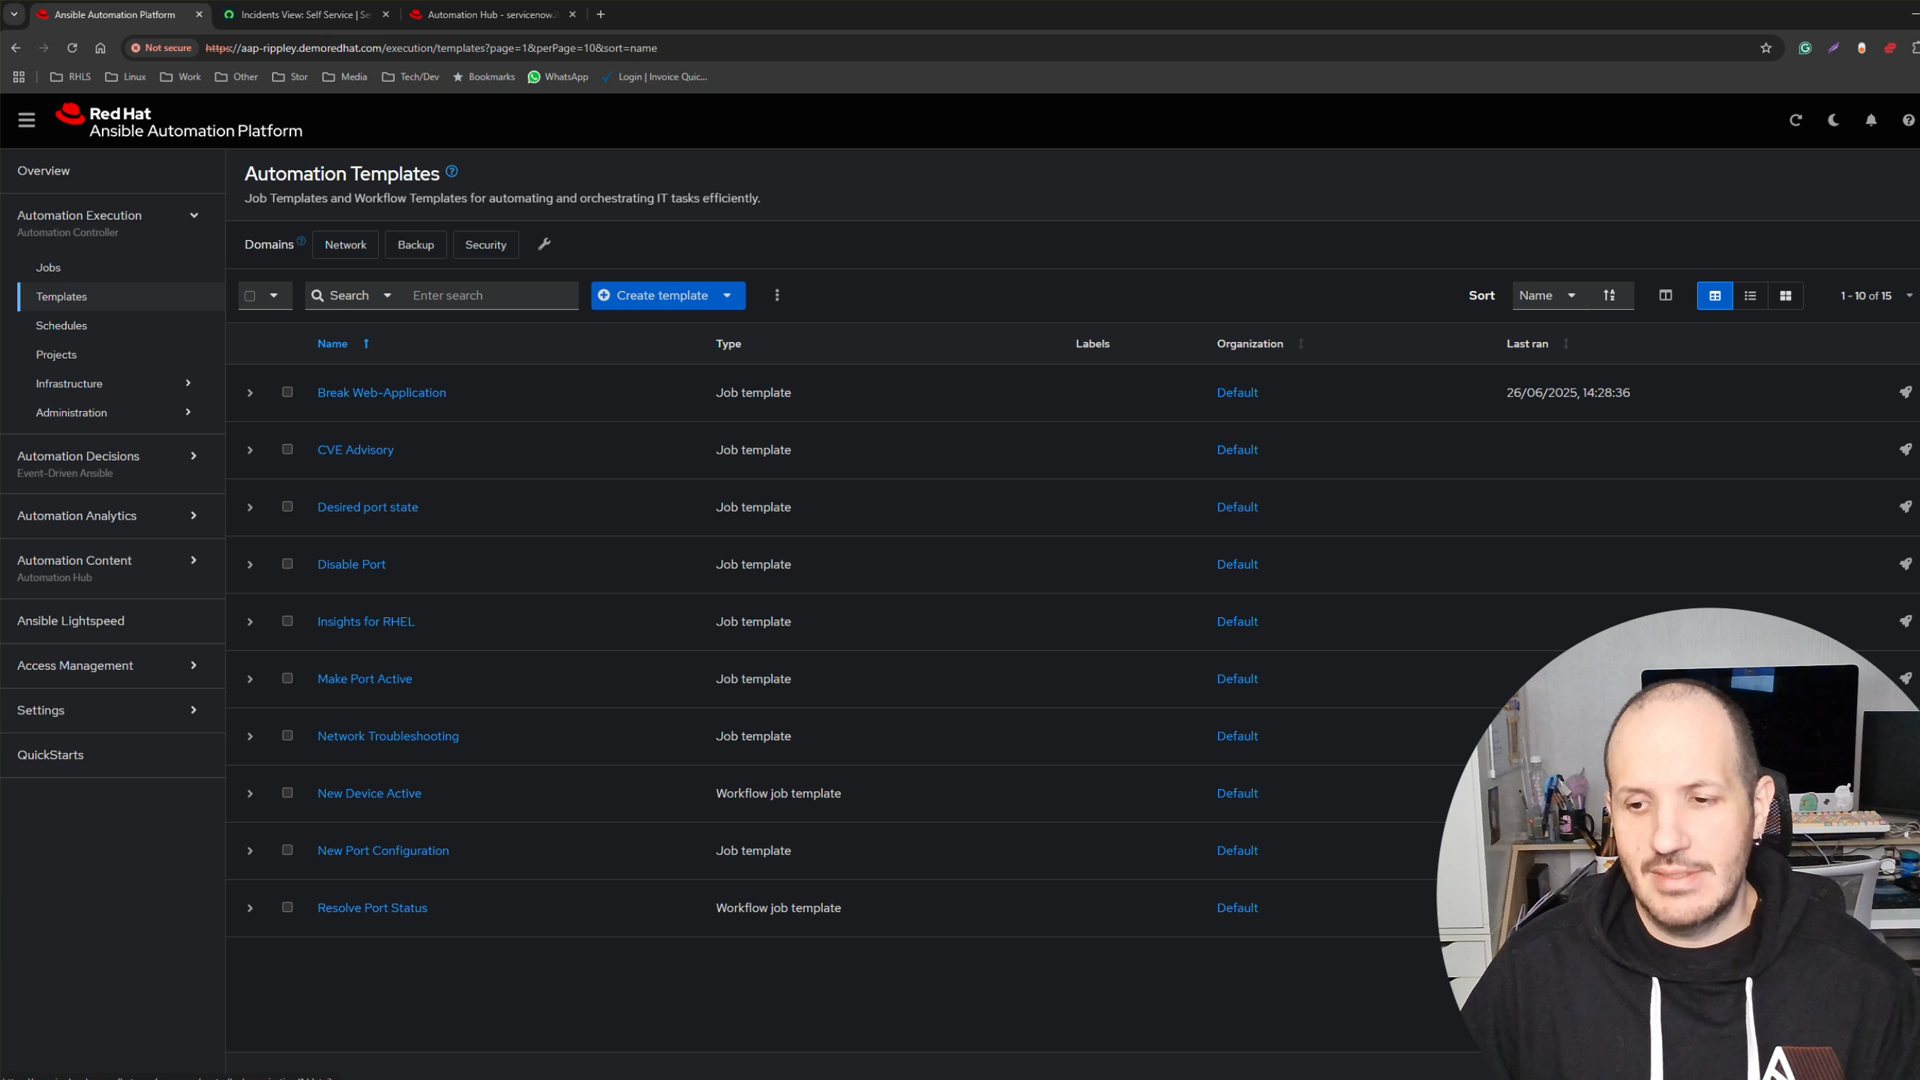 Ansible Automation Platform
Incidents View: Self Service | Se
Automation Hub - servicenow.
Not secure
https://aap-rippley.demoredhat.com/execution/templates?page=1&perPage=10&sort=name
RHLS
Linux
Work
Other
Stor
Media
Tech/Dev
Bookmarks
WhatsApp
Login | Invoice Quic...
Red Hat
Ansible Automation Platform
Overview
Automation Execution
Automation Controller
Jobs
Templates
Schedules
Projects
Infrastructure
Administration
Automation Decisions
Event-Driven Ansible
Automation Analytics
Automation Content
Automation Hub
Ansible Lightspeed
Access Management
Settings
QuickStarts
Automation Templates
Job Templates and Workflow Templates for automating and orchestrating IT tasks efficiently.
Domains Network Backup Security
Search Enter search Create template Sort Name 1 - 10 of 15
Name Type Labels Organization Last ran
Break Web-Application Job template Default 26/06/2025, 14:28:36
CVE Advisory Job template Default
Desired port state Job template Default
Disable Port Job template Default
Insights for RHEL Job template Default
Make Port Active Job template Default
Network Troubleshooting Job template Default
New Device Active Workflow job template Default
New Port Configuration Job template Default
Resolve Port Status Workflow job template Default